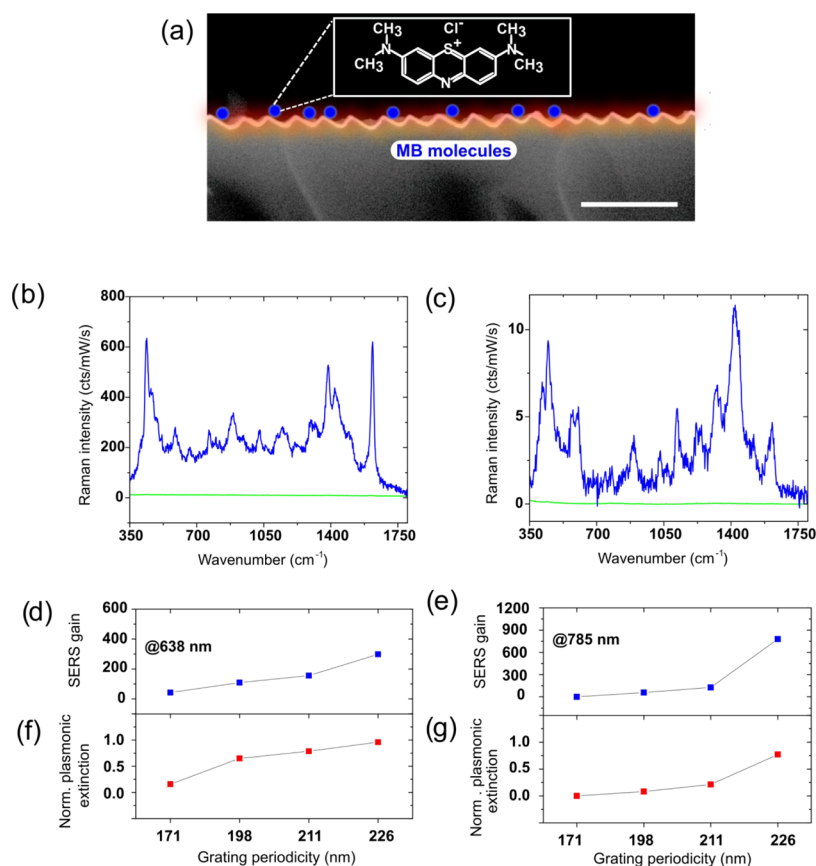 (a)
Cl-
CH3 S+ CH3
N N
CH3 CH3
N
MB molecules
(b)
800
600
400
200
0
Raman intensity (cts/mW/s)
350 700 1050 1400 1750
Wavenumber (cm-1)
(c)
10
5
0
Raman intensity (cts/mW/s)
350 700 1050 1400 1750
Wavenumber (cm-1)
(d)
600
400
200
0
SERS gain
@638 nm
(e)
1200
900
600
300
0
SERS gain
@785 nm
(f)
1.0
0.5
0.0
Norm. plasmonic
extinction
171 198 211 226
Grating periodicity (nm)
(g)
1.0
0.5
0.0
Norm . plasmonic
extinction
171 198 211 226
Grating periodicity (nm)